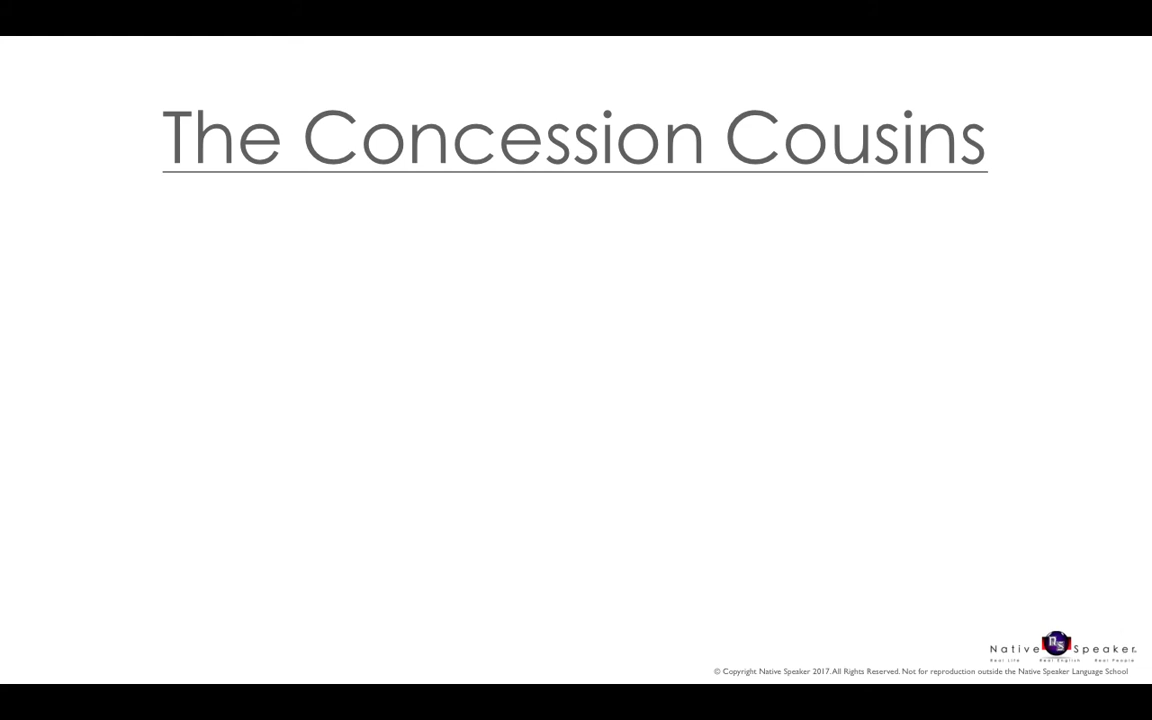 The Concession Cousins
Native Speaker.
Real Life Real English Real People
© Copyright Native Speaker 2017. All Rights Reserved. Not for reproduction outside the Native Speaker Language School